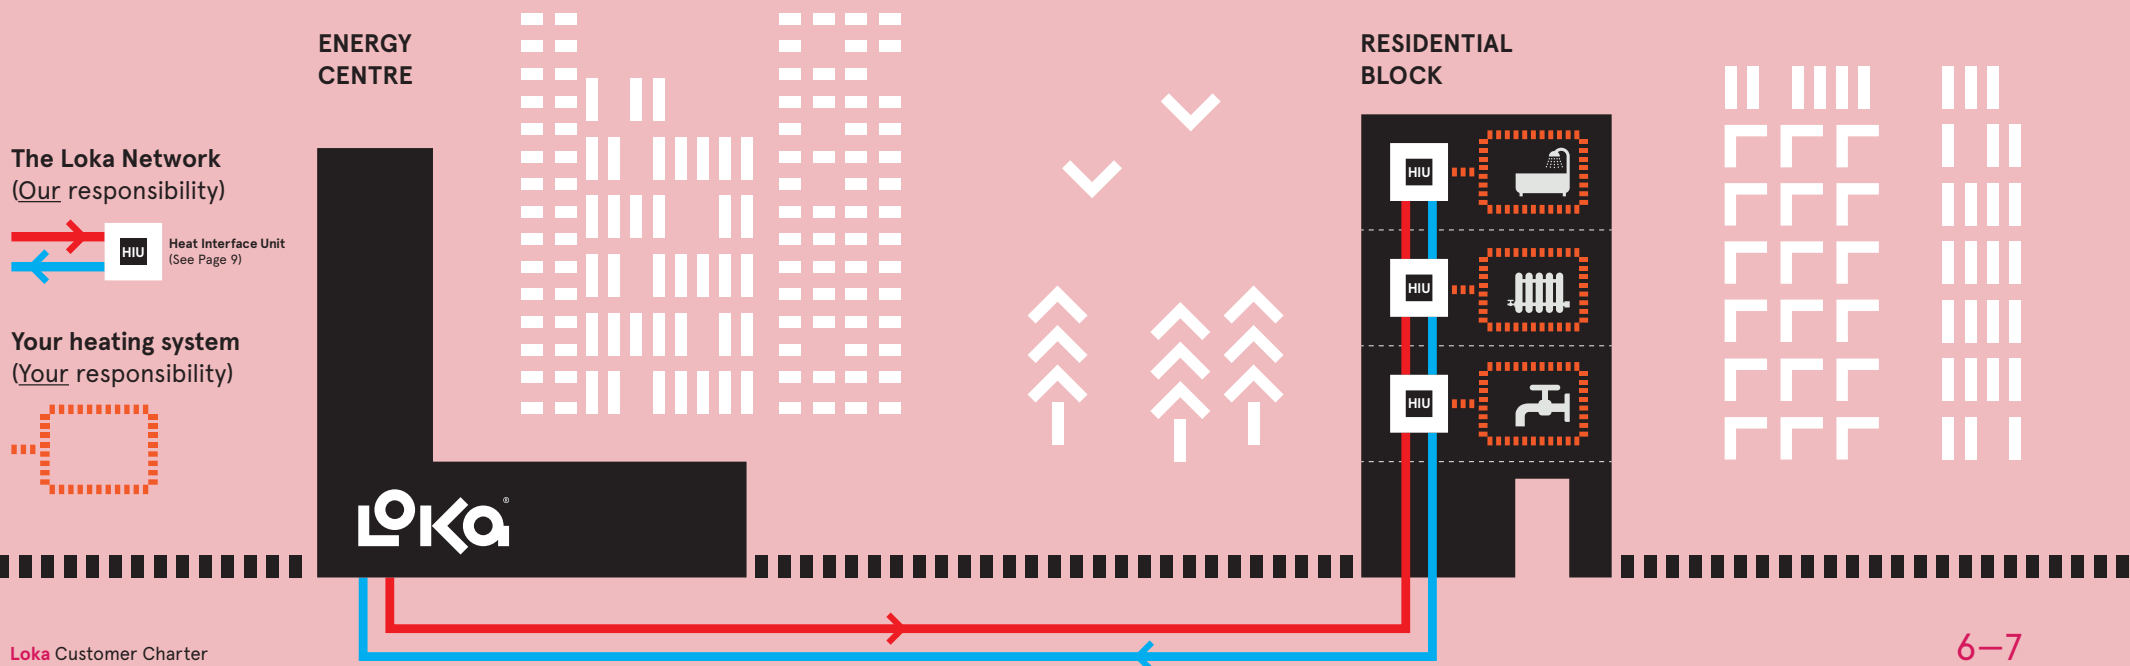 ENERGY
CENTRE
RESIDENTIAL
BLOCK
The Loka Network
(Our responsibility)
HIU
Heat Interface Unit
(See Page 9)
Your heating system
(Your responsibility)
LOKa®
HIU
HIU
HIU
Loka Customer Charter
6—7